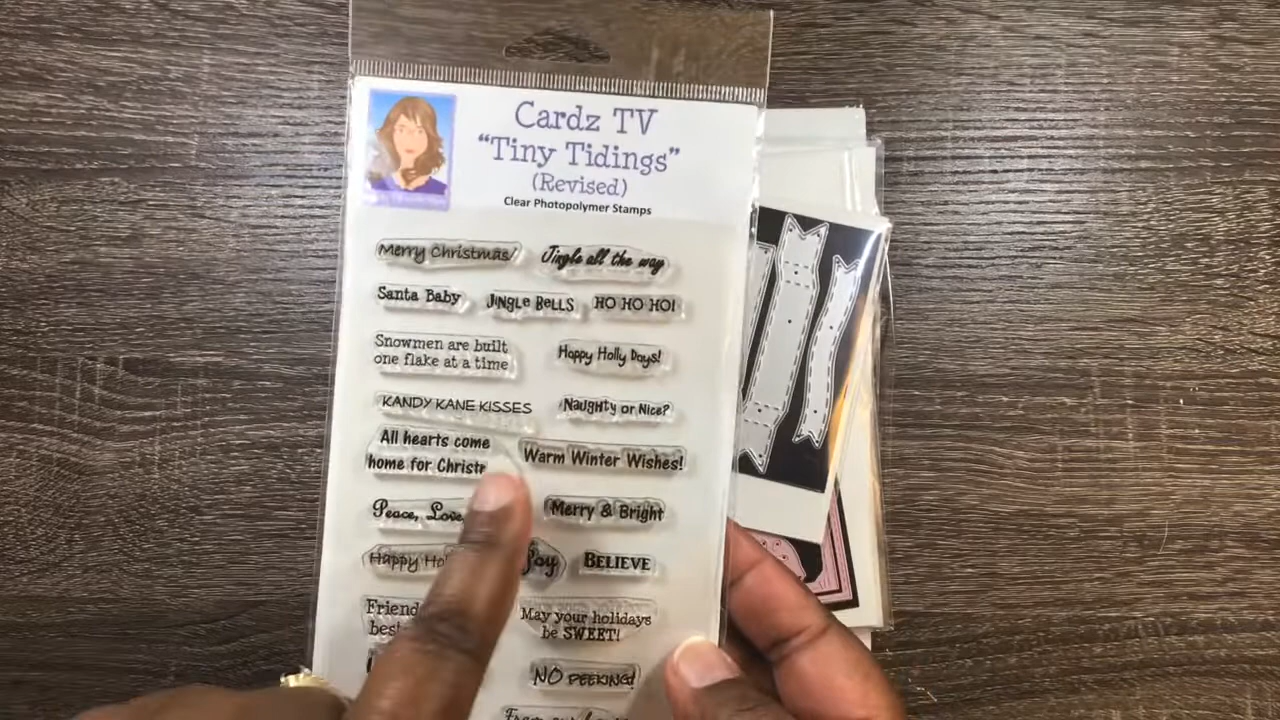 Cardz TV
“Tiny Tidings”
(Revised)
Clear Photopolymer Stamps
Merry Christmas!
Jingle all the way
Santa Baby
JiNGLe BeLLS
HO HO HO!
Snowmen are built
one flake at a time
Happy Holly Days!
KANDY KANE KISSES
Naughty or Nice?
All hearts come
home for
Warm Winter Wishes!
Peace, Love,
Merry & Bright
Happy
Joy
BELIEVE
May your holidays
be SWEET!
NO PEEKING!